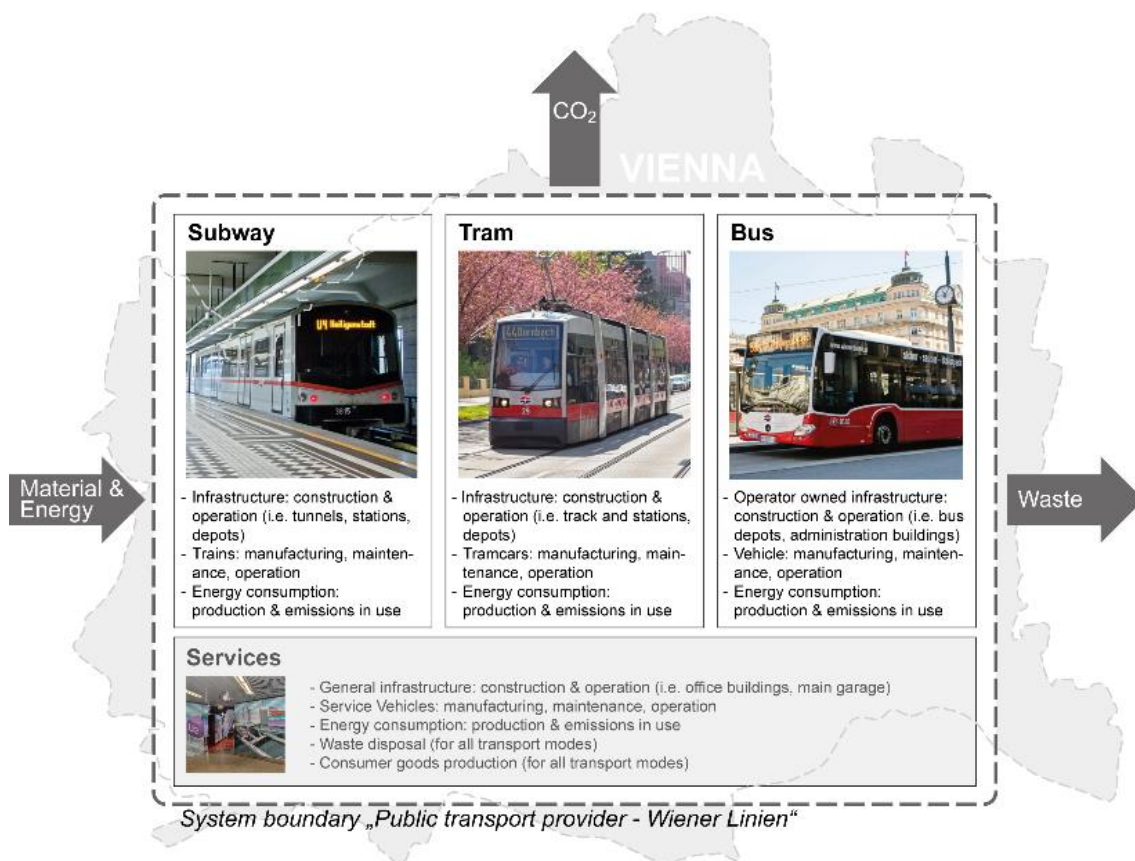 CO₂
VIENNA
Subway
U4 Heiligenstadt
- Infrastructure: construction &
operation (i.e. tunnels, stations,
depots)
- Trains: manufacturing, mainten-
ance, operation
- Energy consumption:
production & emissions in use
Tram
44 Dornbach
26
- Infrastructure: construction &
operation (i.e. track and stations,
depots)
- Tramcars: manufacturing, main-
tenance, operation
- Energy consumption:
production & emissions in use
Bus
- Operator owned infrastructure:
construction & operation (i.e. bus
depots, administration buildings)
- Vehicle: manufacturing, mainten-
ance, operation
- Energy consumption:
production & emissions in use
Material &
Energy
Waste
Services
- General infrastructure: construction & operation (i.e. office buildings, main garage)
- Service Vehicles: manufacturing, maintenance, operation
- Energy consumption: production & emissions in use
- Waste disposal (for all transport modes)
- Consumer goods production (for all transport modes)
System boundary „Public transport provider - Wiener Linien“